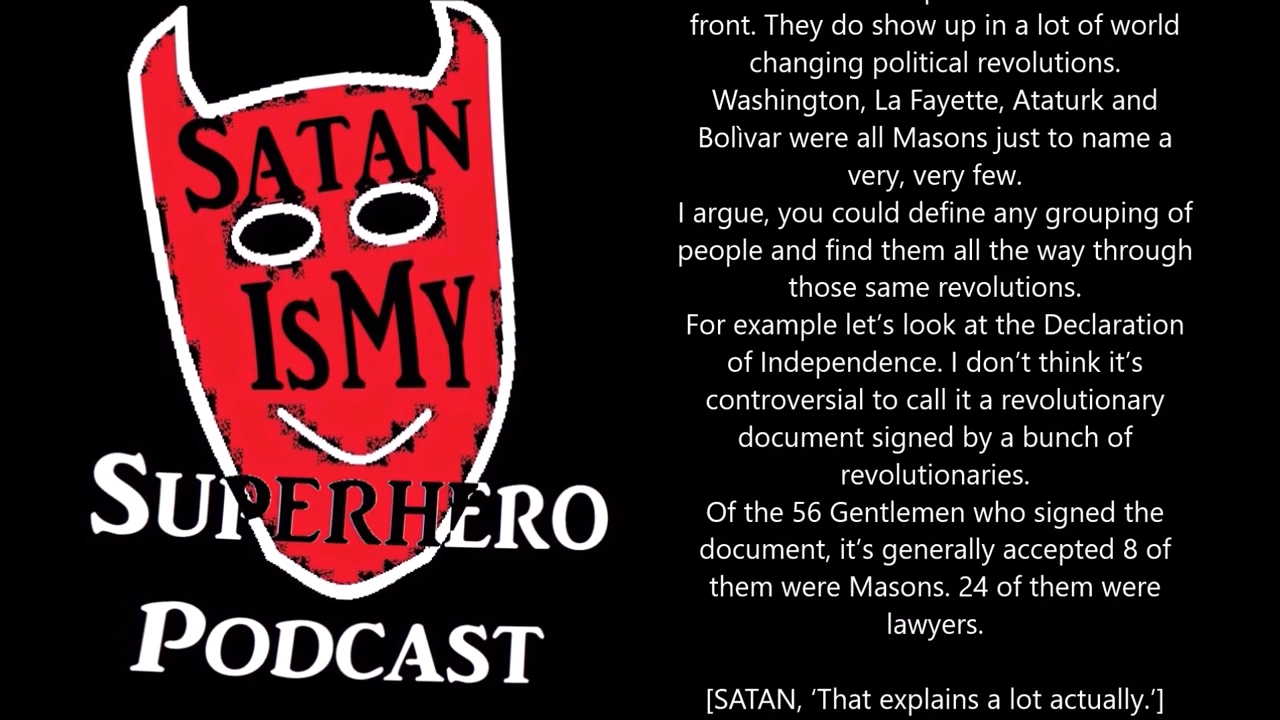 SATAN
IS MY
SUPERHERO
PODCAST
front. They do show up in a lot of world
changing political revolutions.
Washington, La Fayette, Ataturk and
Bolìvar were all Masons just to name a
very, very few.
I argue, you could define any grouping of
people and find them all the way through
those same revolutions.
For example let’s look at the Declaration
of Independence. I don’t think it’s
controversial to call it a revolutionary
document signed by a bunch of
revolutionaries.
Of the 56 Gentlemen who signed the
document, it’s generally accepted 8 of
them were Masons. 24 of them were
lawyers.
[SATAN, ‘That explains a lot actually.’]